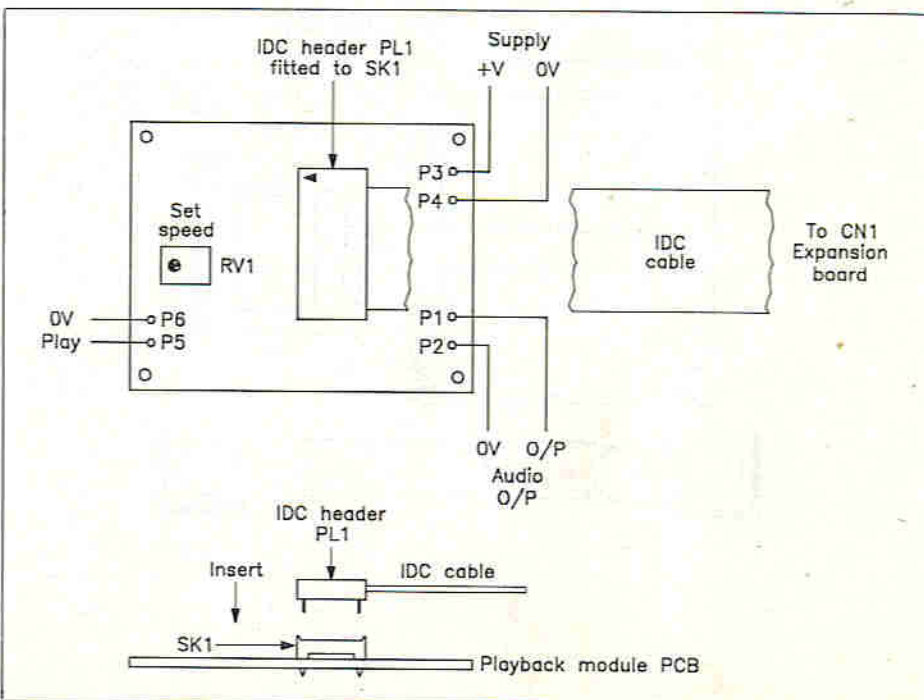 IDC header PL1
fitted to SK1
Supply
+V 0V
P3
P4
Set
speed
RV1
IDC
cable
To CN1
Expansion
board
0V
P6
Play
P5
P1
P2
0V O/P
Audio
O/P
IDC header
PL1
Insert
IDC cable
SK1
Playback module PCB